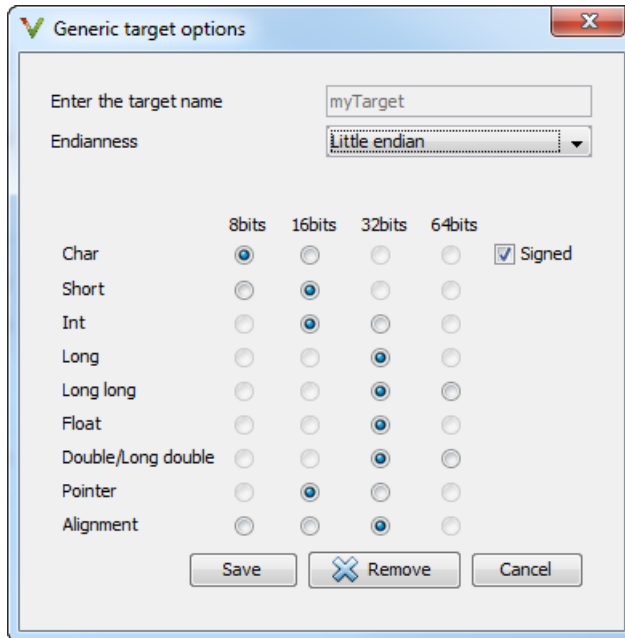 Generic target options
Enter the target name myTarget
Endianness Little endian
8bits 16bits 32bits 64bits
Char Signed
Short
Int
Long
Long long
Float
Double/Long double
Pointer
Alignment
Save Remove Cancel